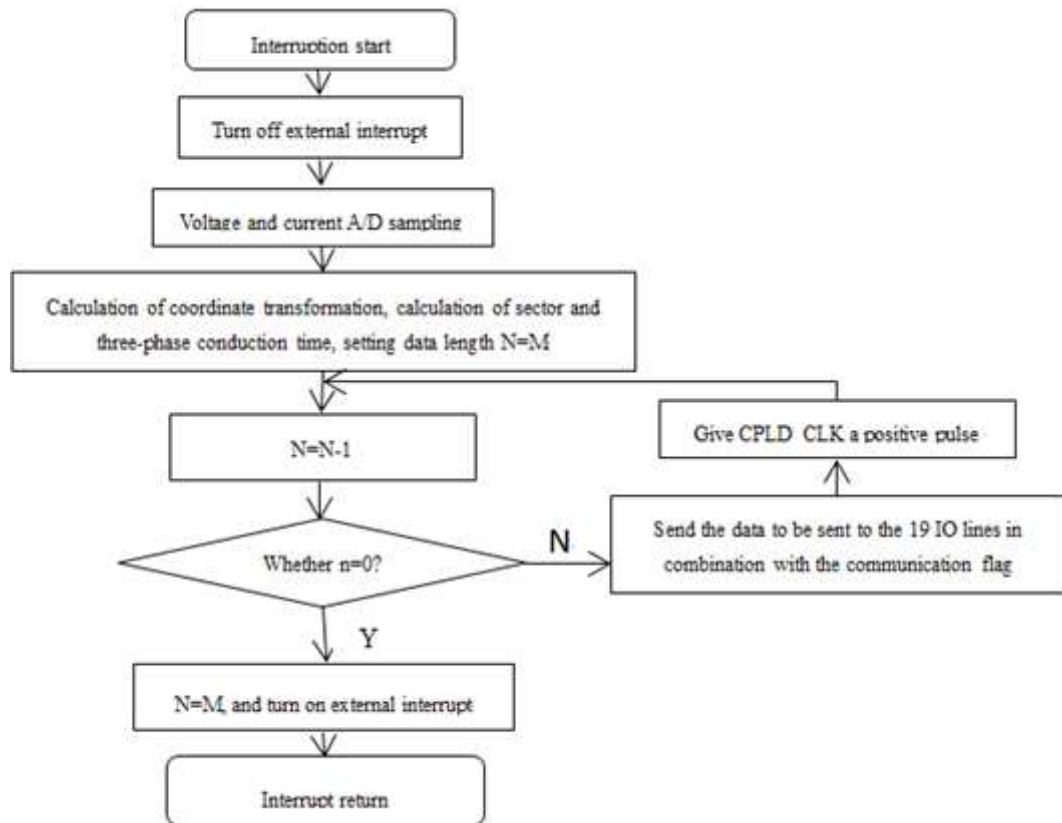 Interruption start
Turn off external interrupt
Voltage and current A/D sampling
Calculation of coordinate transformation, calculation of sector and
three-phase conduction time, setting data length N=M
N=N-1
Give CPLD_CLK a positive pulse
Whether n=0?
N
Send the data to be sent to the 19 IO lines in
combination with the communication flag
Y
N=M, and turn on external interrupt
Interrupt return